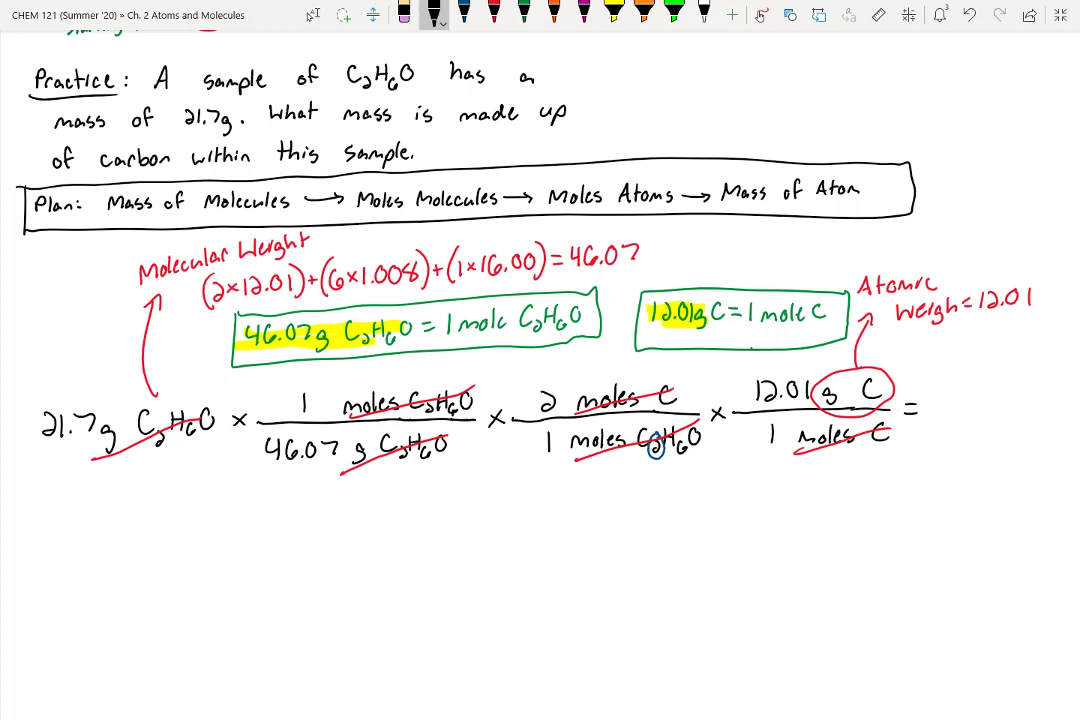 CHEM 121 (Summer '20) » Ch. 2 Atoms and Molecules
Practice: A sample of C₂H₆O has a
mass of 21.7g. What mass is made up
of carbon within this sample.
Plan: Mass of Molecules → Moles Molecules → Moles Atoms → Mass of Atom
Molecular Weight
(2×12.01)+(6×1.008)+(1×16.00)=46.07
Atomic
Weigh=12.01
46.07g C₂H₆O = 1 mole C₂H₆O
12.01g C = 1 mole C
21.7g C₂H₆O × 1 moles C₂H₆O / 46.07 g C₂H₆O × 2 moles C / 1 moles C₂H₆O × 12.01 g C / 1 moles C =